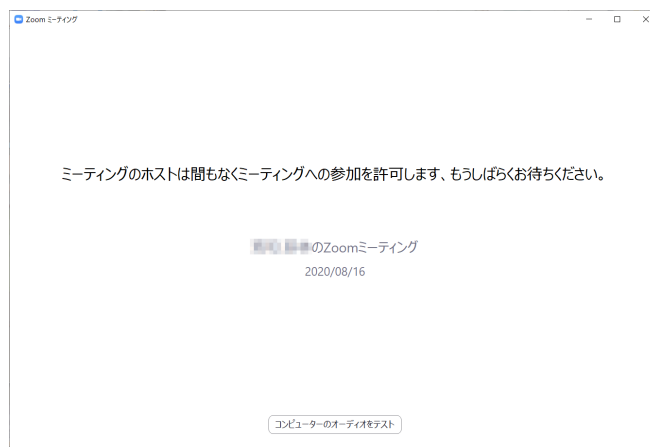 Zoom ミーティング
ミーティングのホストは間もなくミーティングへの参加を許可します、もうしばらくお待ちください。
のZoomミーティング
2020/08/16
コンピューターのオーディオをテスト